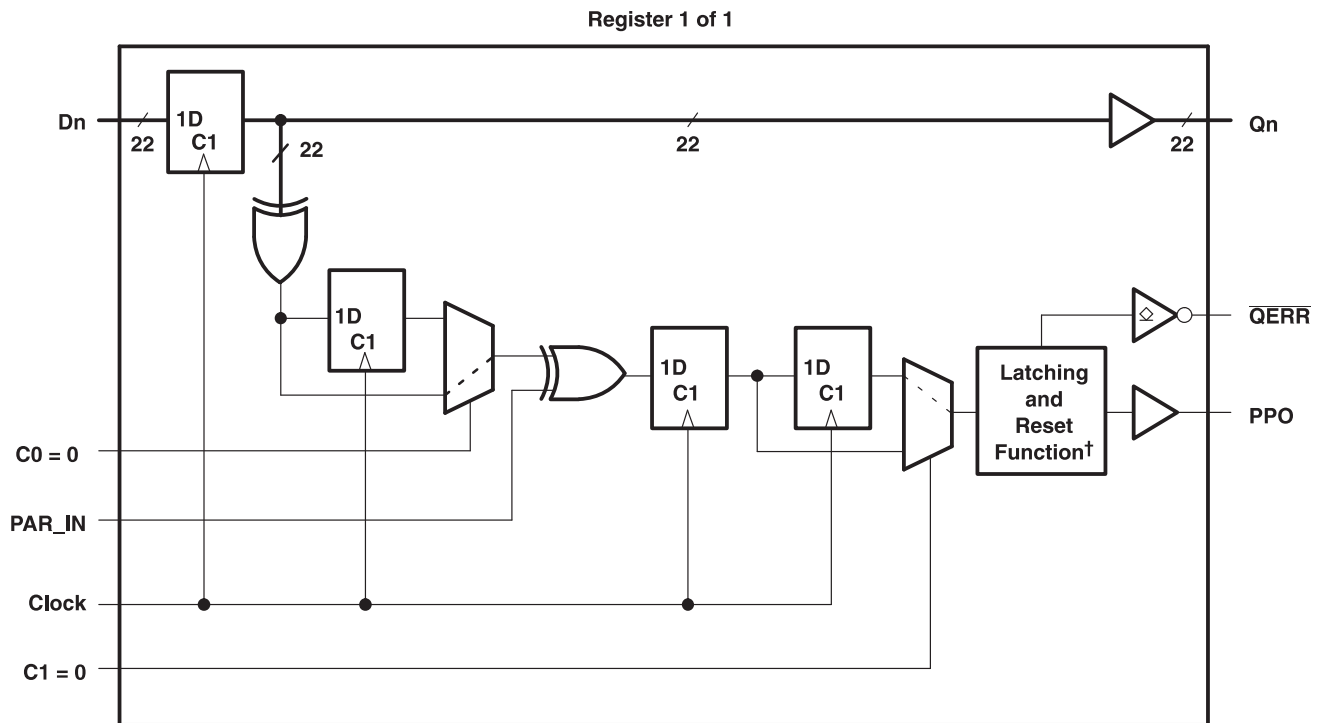 Register 1 of 1
Dn
22
1D
C1
22
22
22
Qn
1D
C1
1D
C1
1D
C1
Latching
and
Reset
Function†
QERR
PPO
C0 = 0
PAR_IN
Clock
C1 = 0